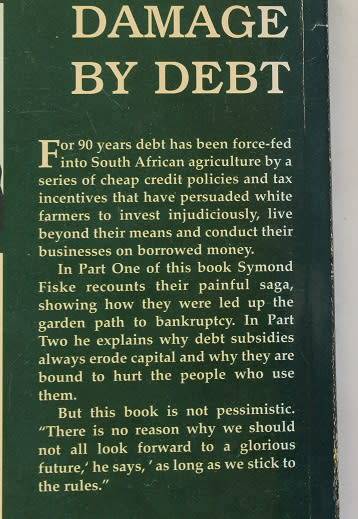 DAMAGE
BY DEBT
For 90 years debt has been force-fed
into South African agriculture by a
series of cheap credit policies and tax
incentives that have persuaded white
farmers to invest injudiciously, live
beyond their means and conduct their
businesses on borrowed money.
In Part One of this book Symond
Fiske recounts their painful saga,
showing how they were led up the
garden path to bankruptcy. In Part
Two he explains why debt subsidies
always erode capital and why they are
bound to hurt the people who use
them.
But this book is not pessimistic.
“There is no reason why we should
not all look forward to a glorious
future,‘ he says, ’ as long as we stick to
the rules.”